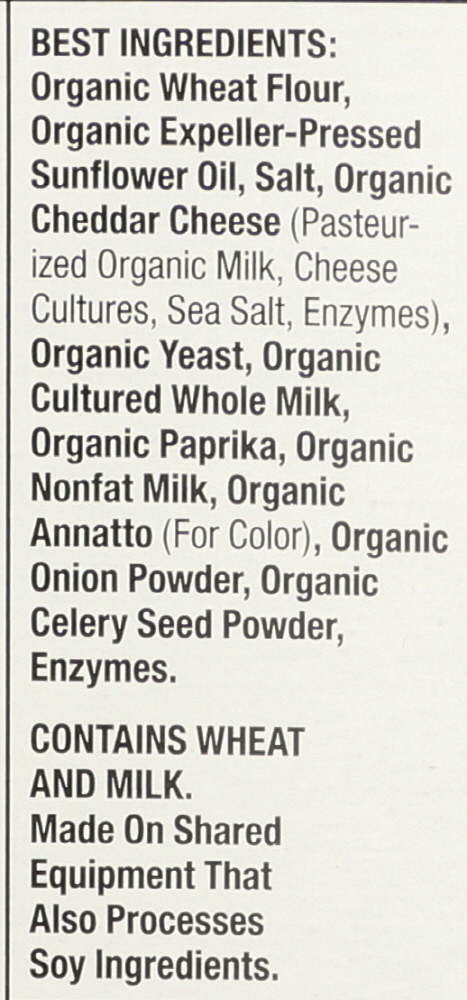 BEST INGREDIENTS:
Organic Wheat Flour,
Organic Expeller-Pressed
Sunflower Oil, Salt, Organic
Cheddar Cheese (Pasteur-
ized Organic Milk, Cheese
Cultures, Sea Salt, Enzymes),
Organic Yeast, Organic
Cultured Whole Milk,
Organic Paprika, Organic
Nonfat Milk, Organic
Annatto (For Color), Organic
Onion Powder, Organic
Celery Seed Powder,
Enzymes.
CONTAINS WHEAT
AND MILK.
Made On Shared
Equipment That
Also Processes
Soy Ingredients.